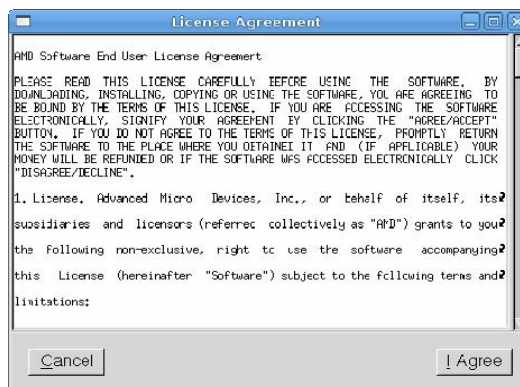 License Agreement
AMD Software End User License Agreement
PLEASE READ THIS LICENSE CAREFULLY BEFORE USING THE SOFTWARE. BY
DOWNLOADING, INSTALLING, COPYING OR USING THE SOFTWARE, YOU ARE AGREEING TO
BE BOUND BY THE TERMS OF THIS LICENSE. IF YOU ARE ACCESSING THE SOFTWARE
ELECTRONICALLY, SIGNIFY YOUR AGREEMENT BY CLICKING THE "AGREE/ACCEPT"
BUTTON. IF YOU DO NOT AGREE TO THE TERMS OF THIS LICENSE, PROMPTLY RETURN
THE SOFTWARE TO THE PLACE WHERE YOU OBTAINED IT AND (IF APPLICABLE) YOUR
MONEY WILL BE REFUNDED OR IF THE SOFTWARE WAS ACCESSED ELECTRONICALLY CLICK
"DISAGREE/DECLINE".
1. License. Advanced Micro Devices, Inc., on behalf of itself, its
subsidiaries and licensors (referred collectively as "AMD") grants to you
the following non-exclusive, right to use the software accompanying
this License (hereinafter "Software") subject to the following terms and
limitations:
Cancel
I Agree